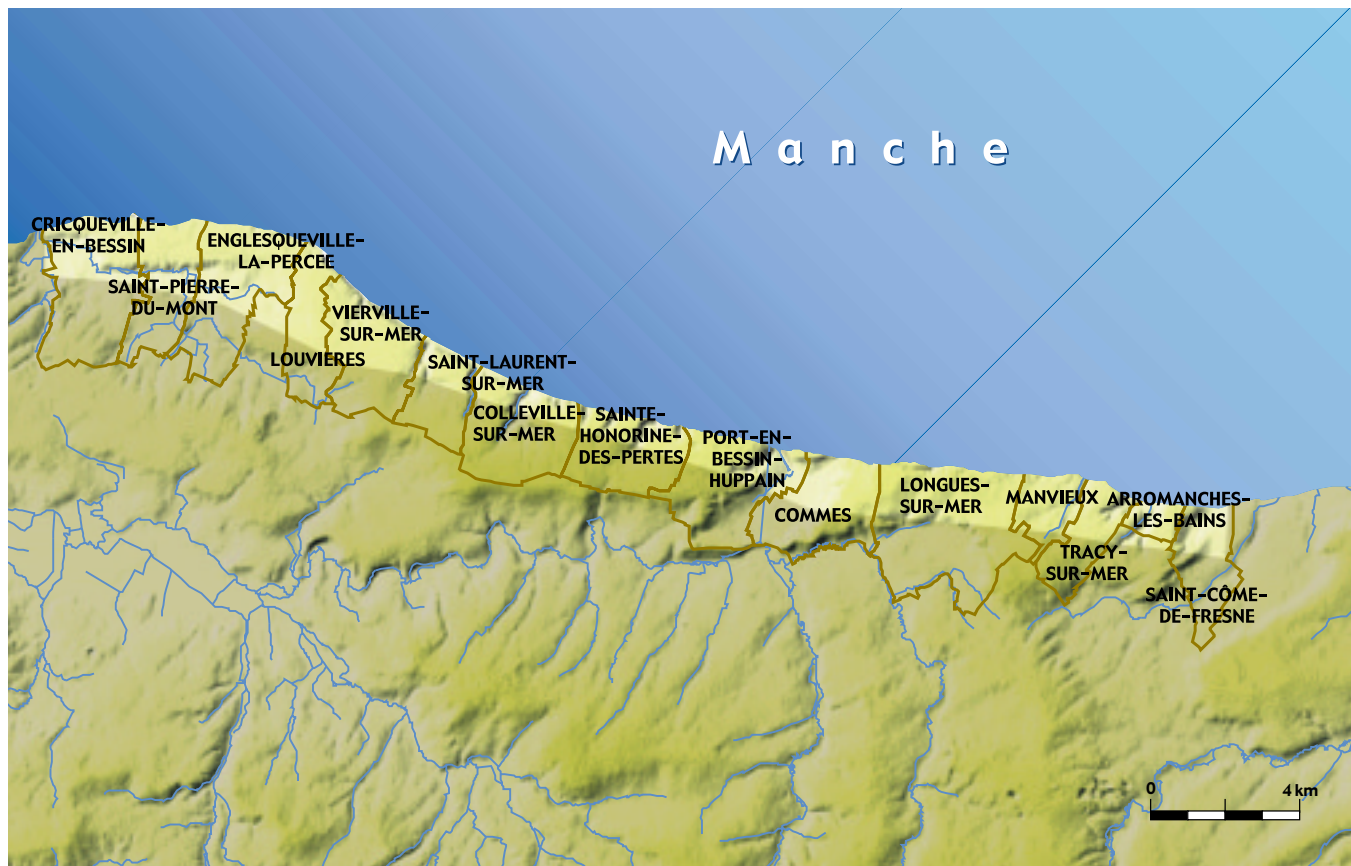 Manche
CRICQUEVILLE-
EN-BESSIN
ENGLESQUEVILLE-
LA-PERCEE
SAINT-PIERRE-
DU-MONT
VIERVILLE-
SUR-MER
LOUVIERES
SAINT-LAURENT-
SUR-MER
COLLEVILLE-
SUR-MER
SAINTE-
HONORINE-
DES-PERTES
PORT-EN-
BESSIN-
HUPPAIN
COMMES
LONGUES-
SUR-MER
MANVIEUX
ARROMANCHES-
LES-BAINS
TRACY-
SUR-MER
SAINT-CÔME-
DE-FRESNE
0 4 km